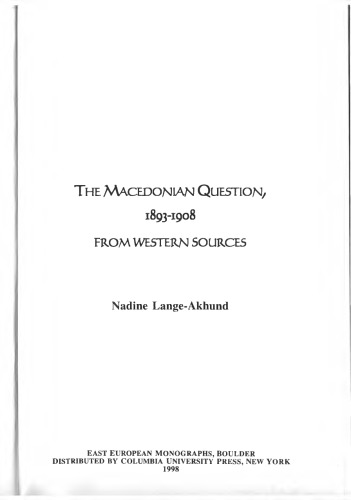 THE MACEDONIAN QUESTION,
1893-1908
FROM WESTERN SOURCES
Nadine Lange-Akhund
EAST EUROPEAN MONOGRAPHS, BOULDER
DISTRIBUTED BY COLUMBIA UNIVERSITY PRESS, NEW YORK
1998